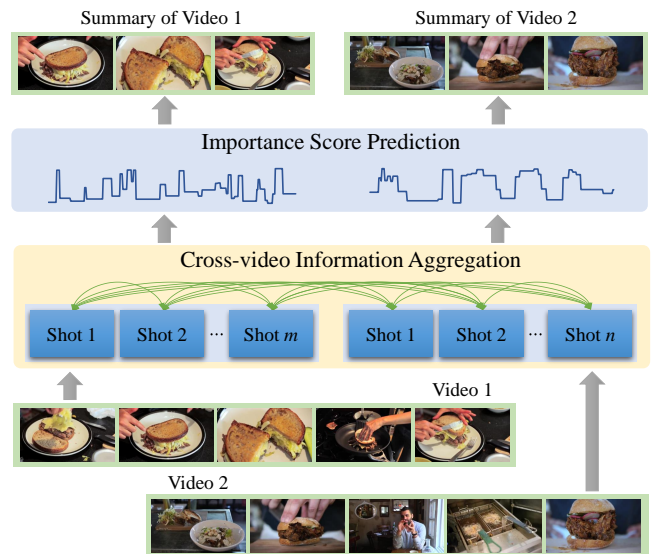 Summary of Video 1
Summary of Video 2
Importance Score Prediction
Cross-video Information Aggregation
Shot 1 Shot 2 ... Shot m Shot 1 Shot 2 ... Shot n
Video 1
Video 2